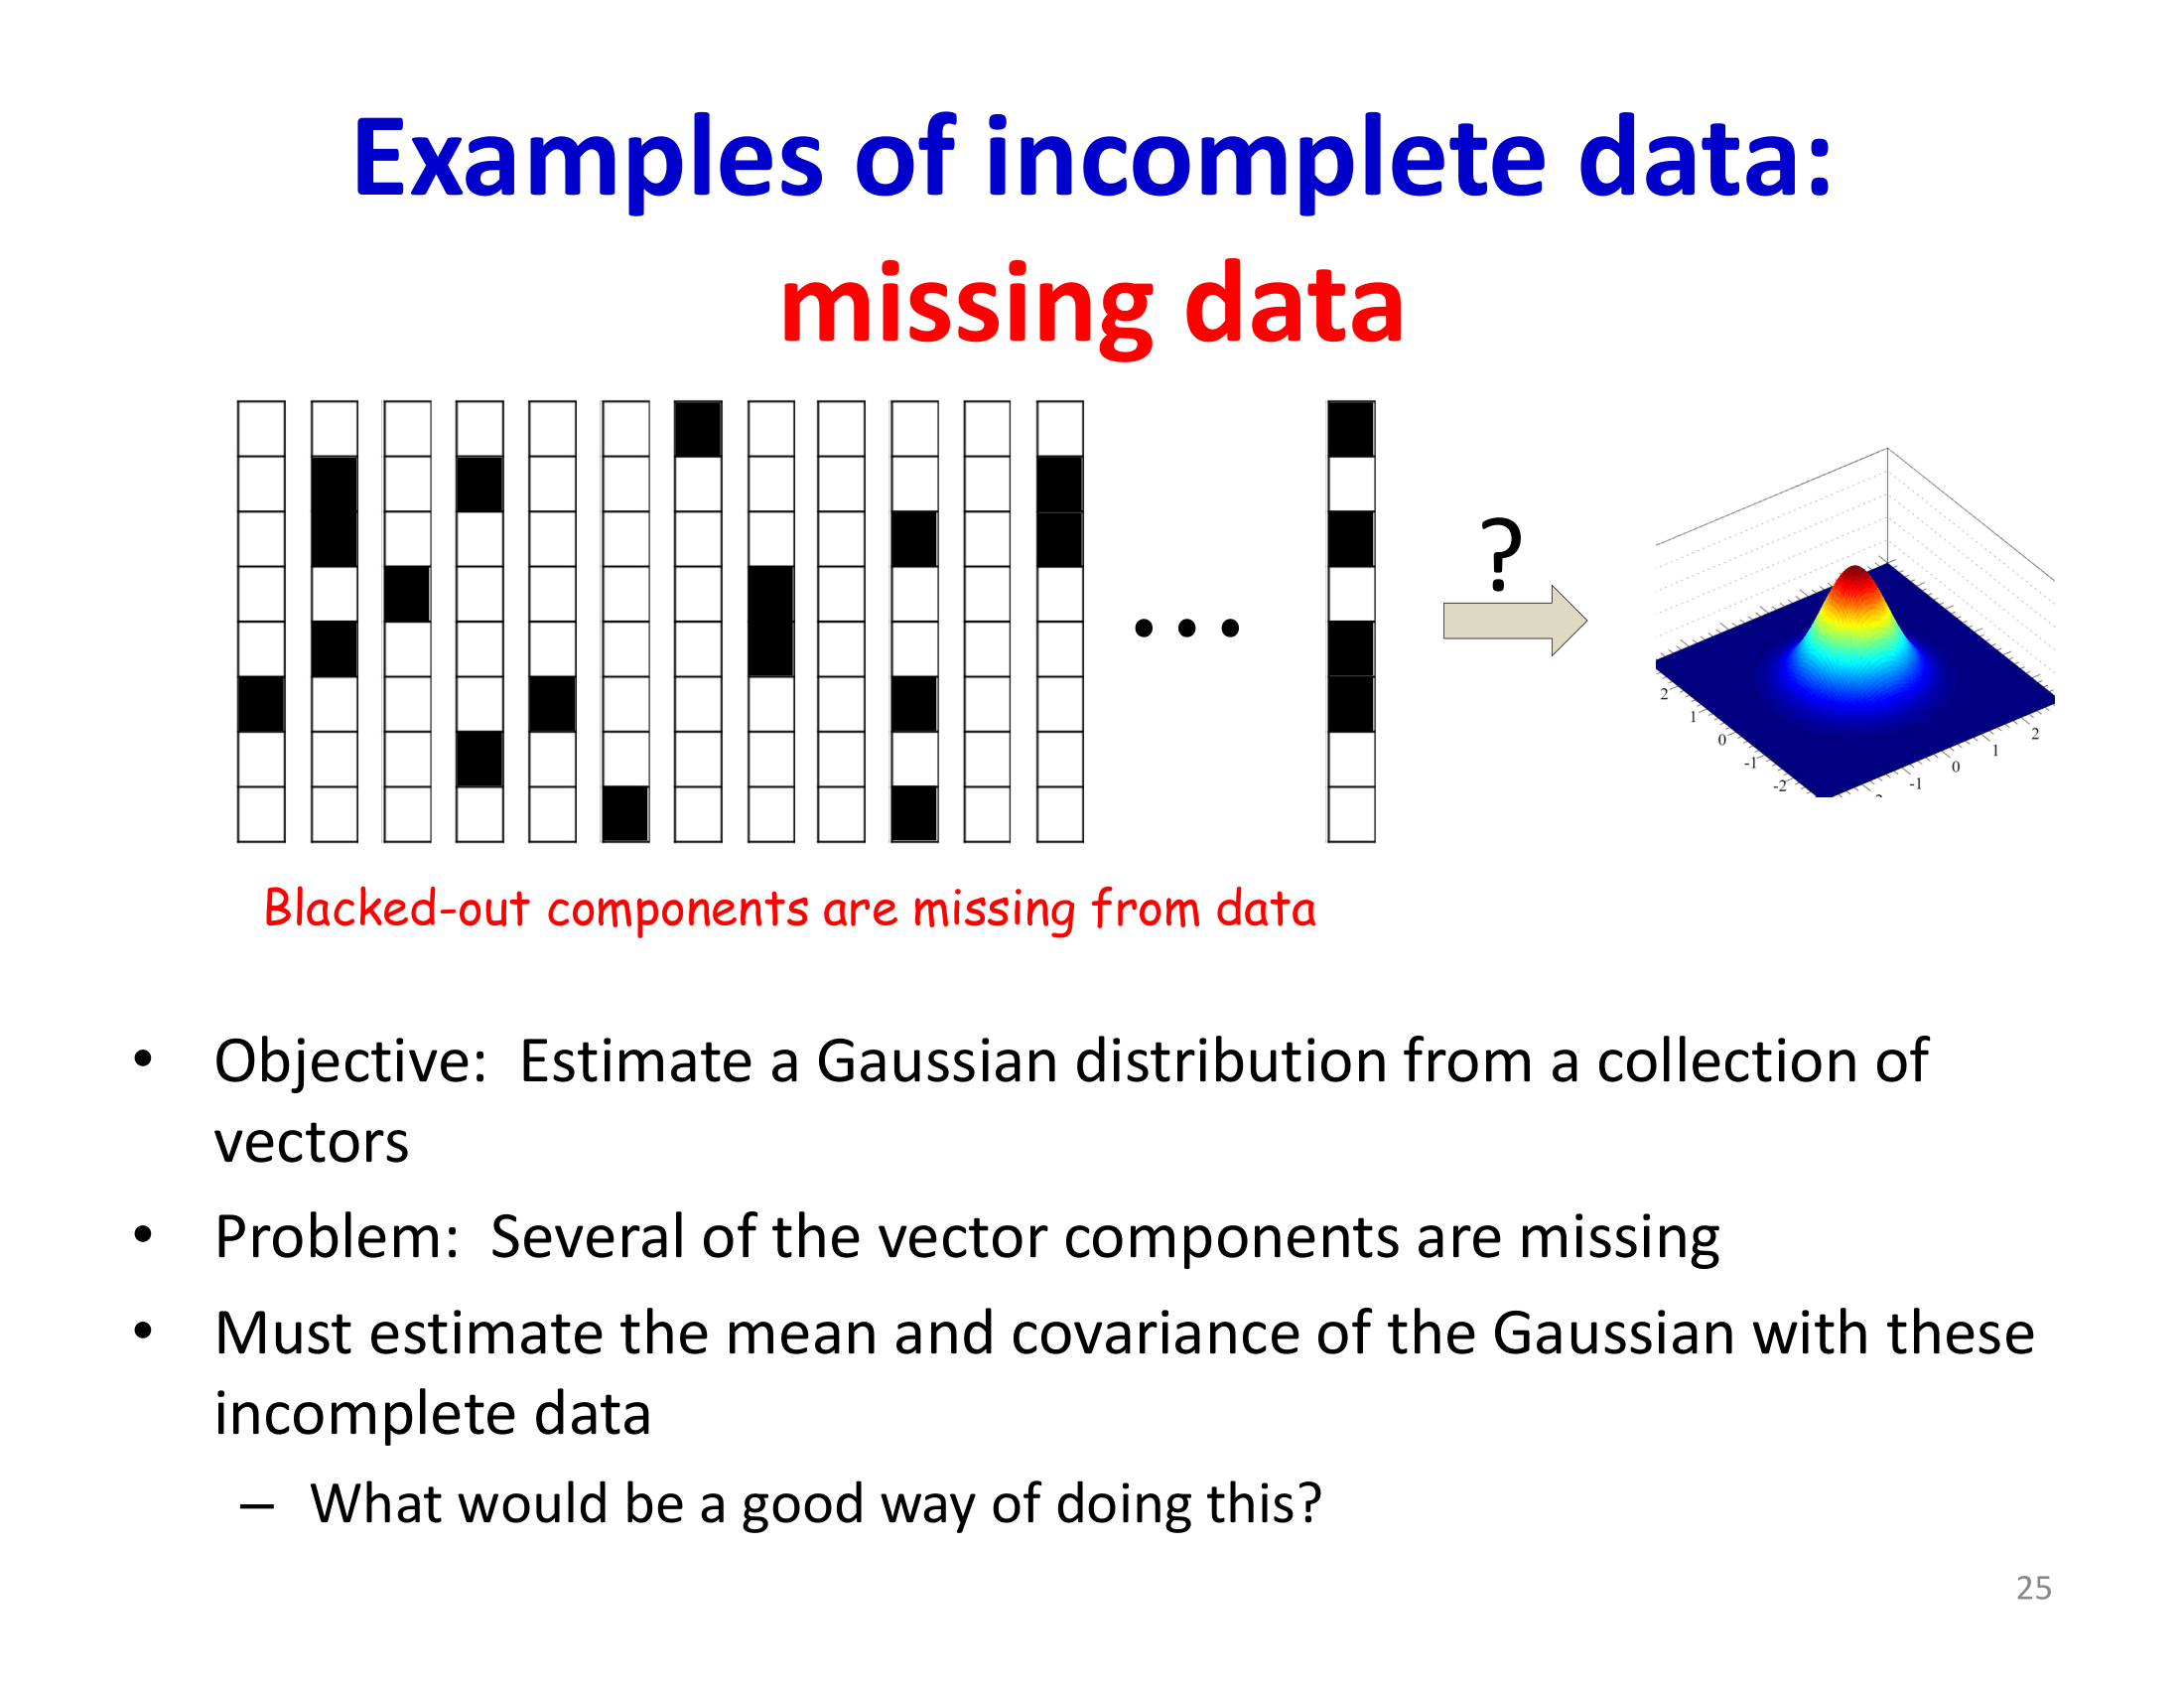 Examples of incomplete data:
missing data
?
2
1
0
-1
-2
-1
0
1
2
Blacked-out components are missing from data
• Objective: Estimate a Gaussian distribution from a collection of
vectors
• Problem: Several of the vector components are missing
• Must estimate the mean and covariance of the Gaussian with these
incomplete data
– What would be a good way of doing this?
25